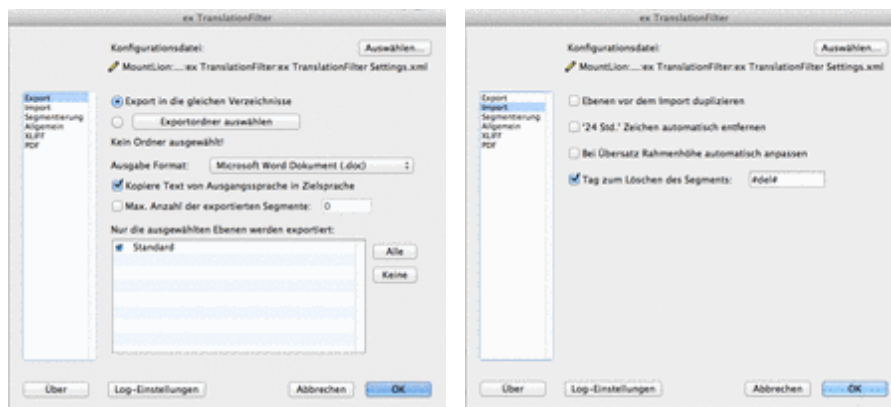 ex TranslationFilter
Konfigurationsdatei:
Auswählen...
MountLion:...:ex TranslationFilter:ex TranslationFilter Settings.xml
Export
Import
Segmentierung
Allgemein
XLIFF
PDF
Export in die gleichen Verzeichnisse
Exportordner auswählen
Kein Ordner ausgewählt!
Ausgabe Format: Microsoft Word Dokument (.doc)
Kopiere Text von Ausgangssprache in Zielsprache
Max. Anzahl der exportierten Segmente: 0
Nur die ausgewählten Ebenen werden exportiert:
Standard
Alle
Keine
Über
Log-Einstellungen
Abbrechen
OK
ex TranslationFilter
Konfigurationsdatei:
Auswählen...
MountLion:...:ex TranslationFilter:ex TranslationFilter Settings.xml
Export
Import
Segmentierung
Allgemein
XLIFF
PDF
Ebenen vor dem Import duplizieren
'24 Std.' Zeichen automatisch entfernen
Bei Übersatz Rahmenhöhe automatisch anpassen
Tag zum Löschen des Segments: #del#
Über
Log-Einstellungen
Abbrechen
OK